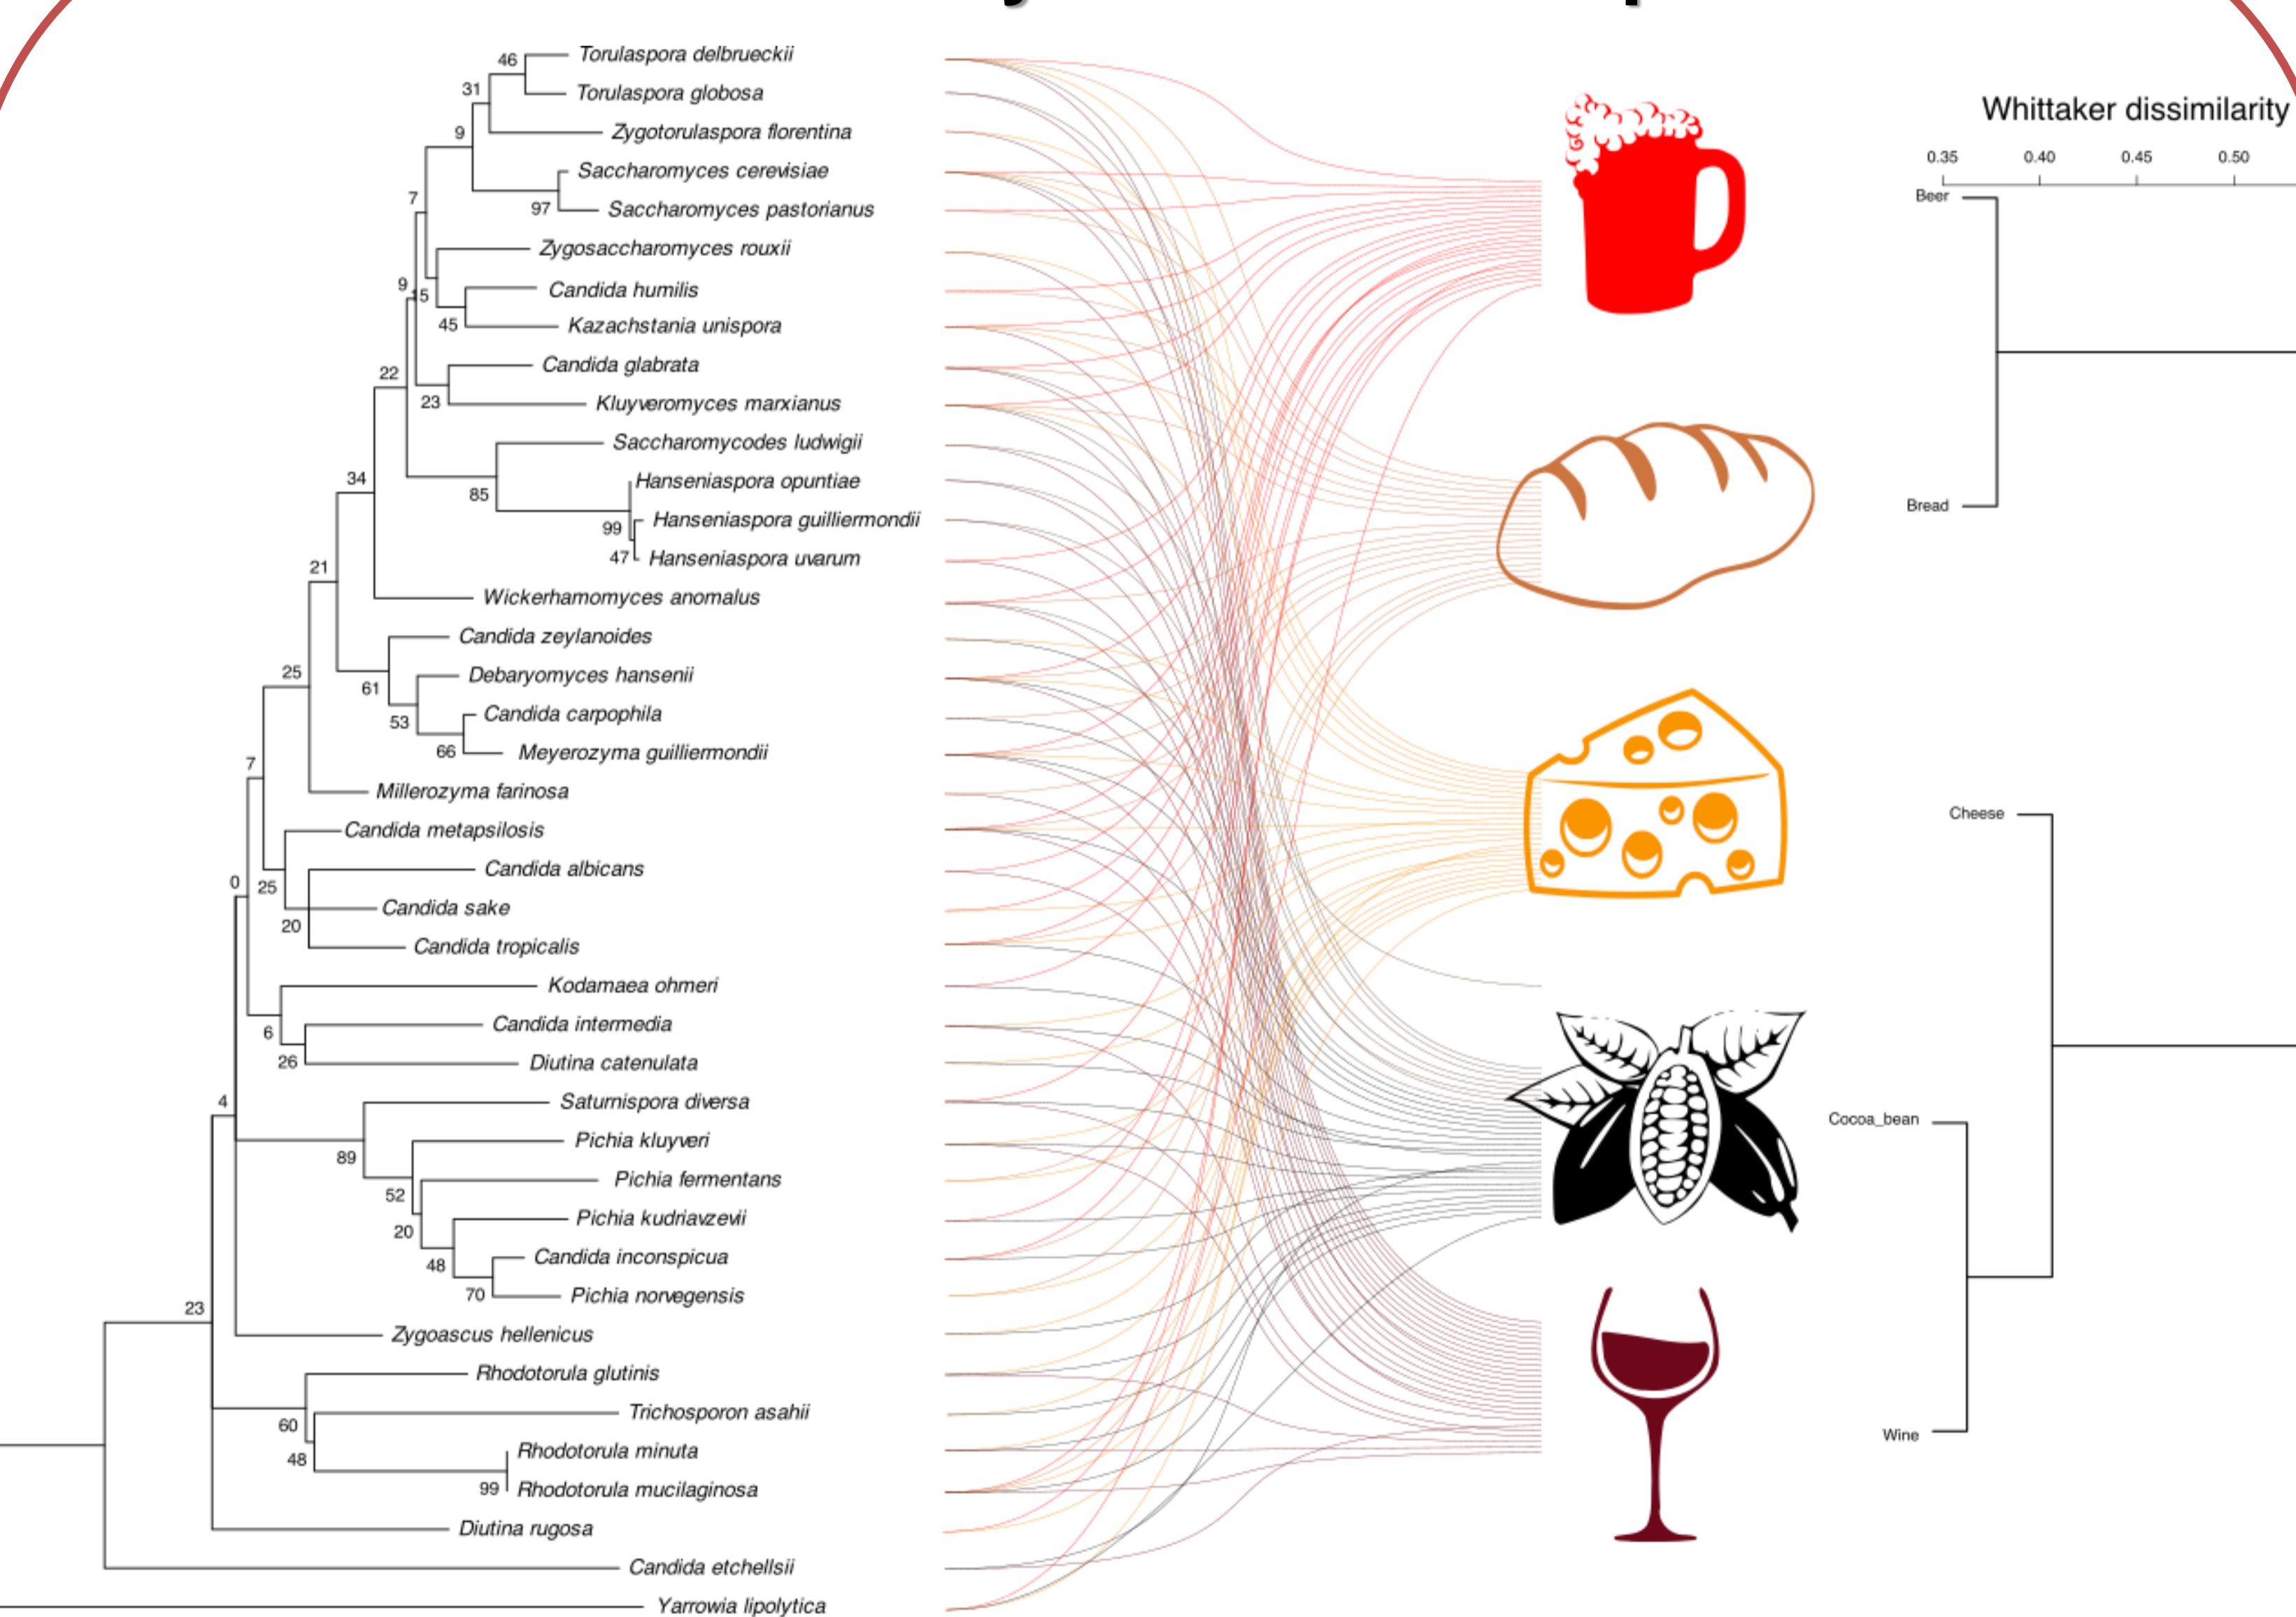 Torulaspora delbrueckii
46
Torulaspora globosa
31
Zygotorulaspora florentina
9
Saccharomyces cerevisiae
97
Saccharomyces pastorianus
7
Zygosaccharomyces rouxii
9
15
Candida humilis
45
Kazachstania unispora
Candida glabrata
22
23
Kluyveromyces marxianus
Saccharomycodes ludwigii
34
85
Hanseniaspora opuntiae
Hanseniaspora guilliermondii
99
47
Hanseniaspora uvarum
21
Wickerhamomyces anomalus
Candida zeylanoides
25
61
Debaryomyces hansenii
53
Candida carpophila
66
Meyerozyma guilliermondii
7
Millerozyma farinosa
Candida metapsilosis
Candida albicans
0
25
Candida sake
20
Candida tropicalis
Kodamaea ohmeri
6
Candida intermedia
26
Diutina catenulata
4
Saturnispora diversa
89
Pichia kluyveri
52
Pichia fermentans
20
Pichia kudriavzevii
48
Candida inconspicua
70
Pichia norvegensis
23
Zygoascus hellenicus
Rhodotorula glutinis
60
Trichosporon asahii
48
Rhodotorula minuta
99
Rhodotorula mucilaginosa
Diutina rugosa
Candida etchellsii
Yarrowia lipolytica
Whittaker dissimilarity
0.35 0.40 0.45 0.50
Beer
Bread
Cheese
Cocoa_bean
Wine